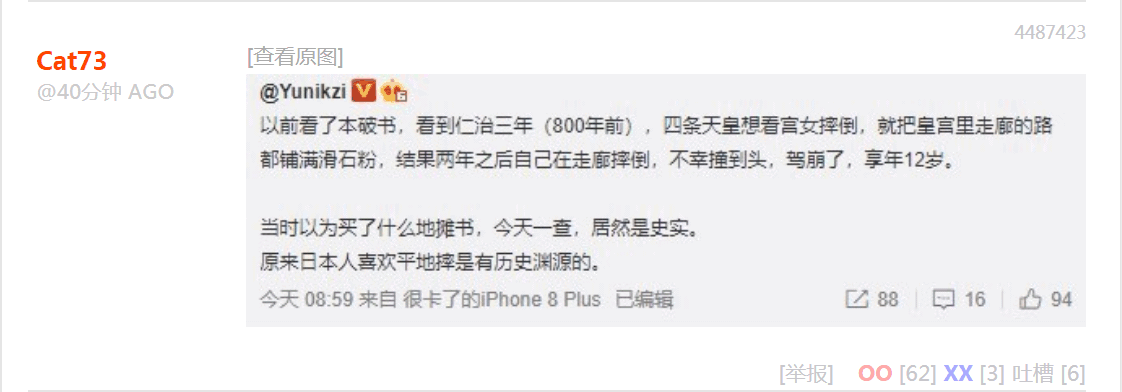 4487423
Cat73
[查看原图]
@40分钟 AGO
@Yunikzi V
以前看了本破书，看到仁治三年（800年前），四条天皇想看宫女摔倒，就把皇宫里走廊的路
都铺满滑石粉，结果两年之后自己在走廊摔倒，不幸撞到头，驾崩了，享年12岁。
当时以为买了什么地摊书，今天一查，居然是史实。
原来日本人喜欢平地摔是有历史渊源的。
今天 08:59 来自 很卡了的iPhone 8 Plus 已编辑
88 16 94
[举报] OO [62] XX [3] 吐槽 [6]